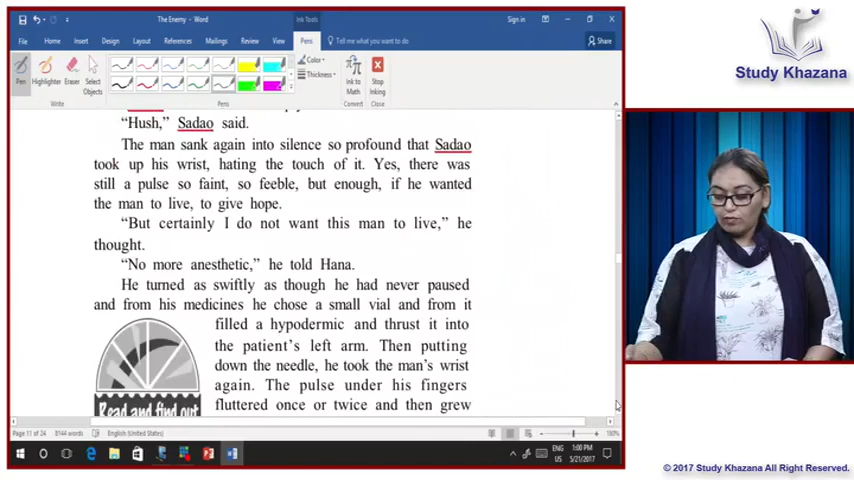 The Enemy - Word
Ink Tools
Sign in
File
Home
Insert
Design
Layout
References
Mailings
Review
View
Pens
Tell me what you want to do
Share
Pen
Highlighter
Eraser
Select
Objects
Color
Thickness
Ink to
Math
Stop
Inking
Write
Pens
Convert
Close
Study Khazana
"Hush," Sadao said.
The man sank again into silence so profound that Sadao
took up his wrist, hating the touch of it. Yes, there was
still a pulse so faint, so feeble, but enough, if he wanted
the man to live, to give hope.
"But certainly I do not want this man to live," he
thought.
"No more anesthetic," he told Hana.
He turned as swiftly as though he had never paused
and from his medicines he chose a small vial and from it
filled a hypodermic and thrust it into
the patient's left arm. Then putting
down the needle, he took the man's wrist
again. The pulse under his fingers
fluttered once or twice and then grew
Read and find out
Page 11 of 24
8144 words
English (United States)
100%
ENG
US
1:00 PM
5/21/2017
© 2017 Study Khazana All Right Reserved.